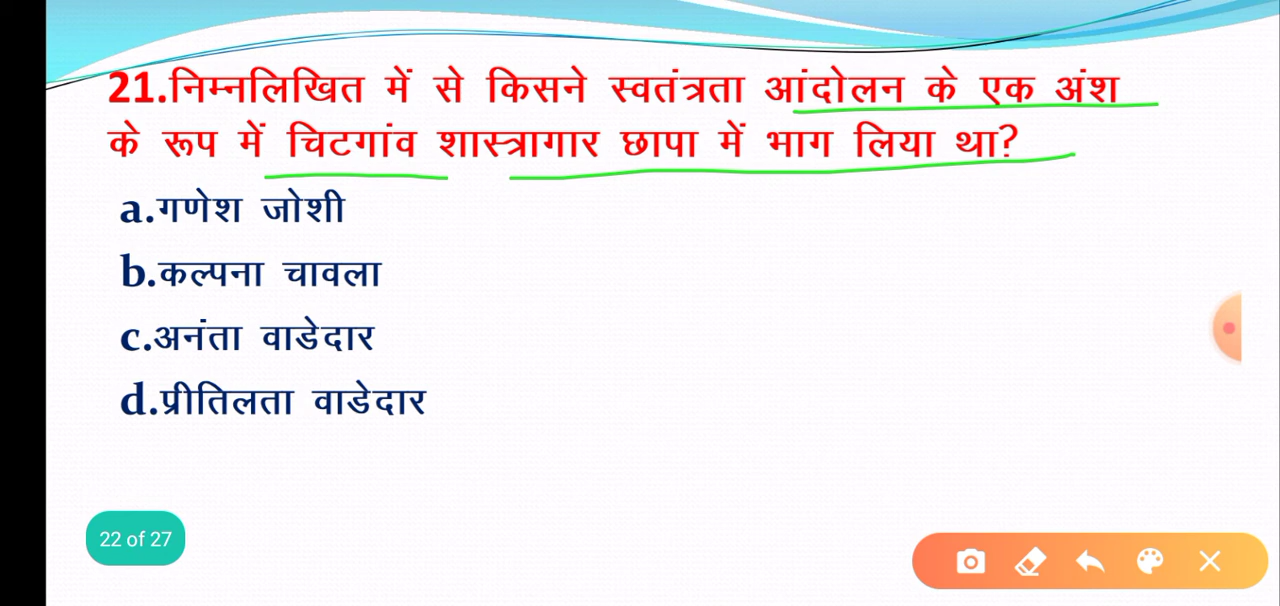 21.निम्नलिखित में से किसने स्वतंत्रता आंदोलन के एक अंश
के रूप में चिटगांव शास्त्रागार छापा में भाग लिया था?
a.गणेश जोशी
b.कल्पना चावला
c.अनंता वाडेदार
d.प्रीतिलता वाडेदार
22 of 27